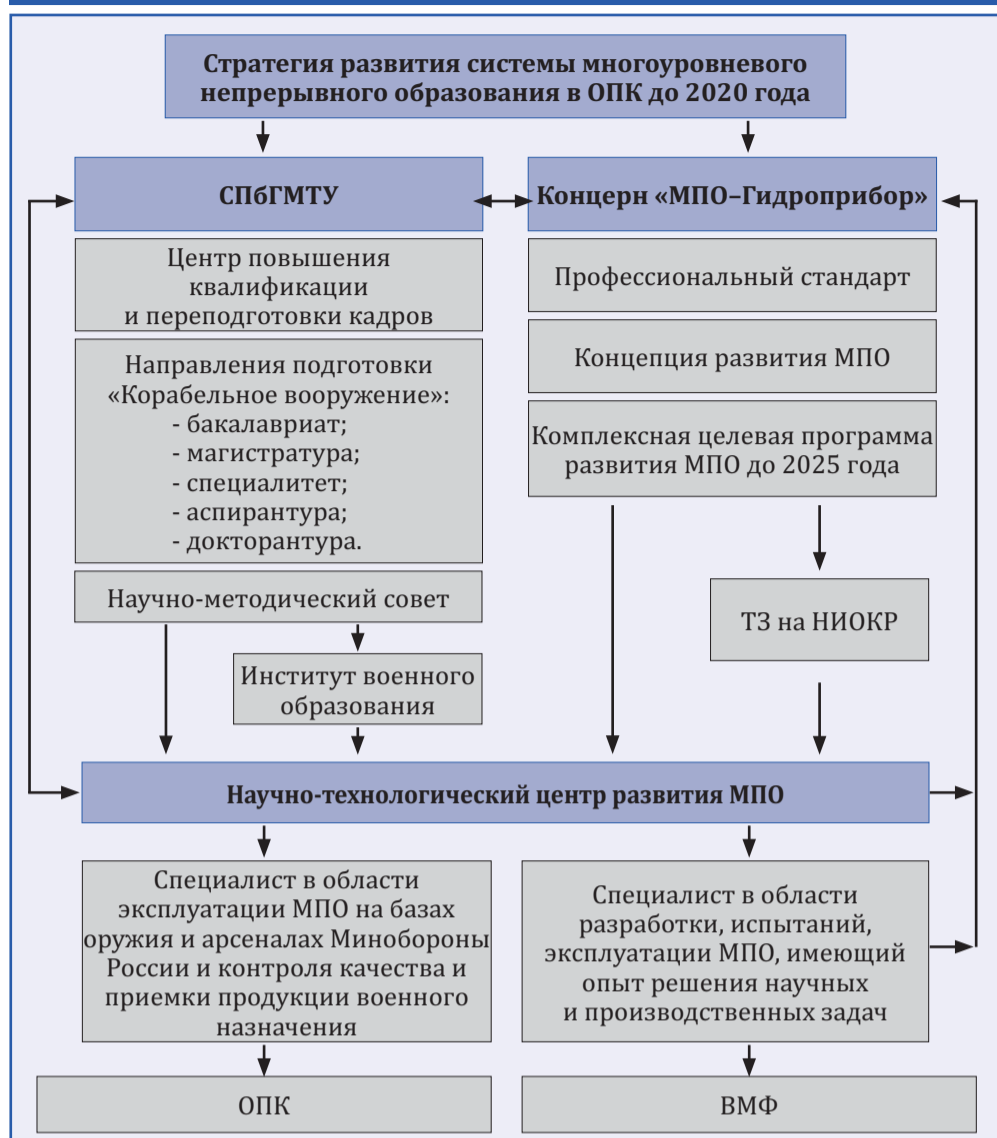 Стратегия развития системы многоуровневого
непрерывного образования в ОПК до 2020 года
СПбГМТУ
Концерн «МПО–Гидроприбор»
Центр повышения
квалификации
и переподготовки кадров
Направления подготовки
«Корабельное вооружение»:
- бакалавриат;
- магистратура;
- специалитет;
- аспирантура;
- докторантура.
Научно-методический совет
Институт военного
образования
Профессиональный стандарт
Концепция развития МПО
Комплексная целевая программа
развития МПО до 2025 года
ТЗ на НИОКР
Научно-технологический центр развития МПО
Специалист в области
эксплуатации МПО на базах
оружия и арсеналах Минобороны
России и контроля качества и
приемки продукции военного
назначения
Специалист в области
разработки, испытаний,
эксплуатации МПО, имеющий
опыт решения научных
и производственных задач
ОПК
ВМФ